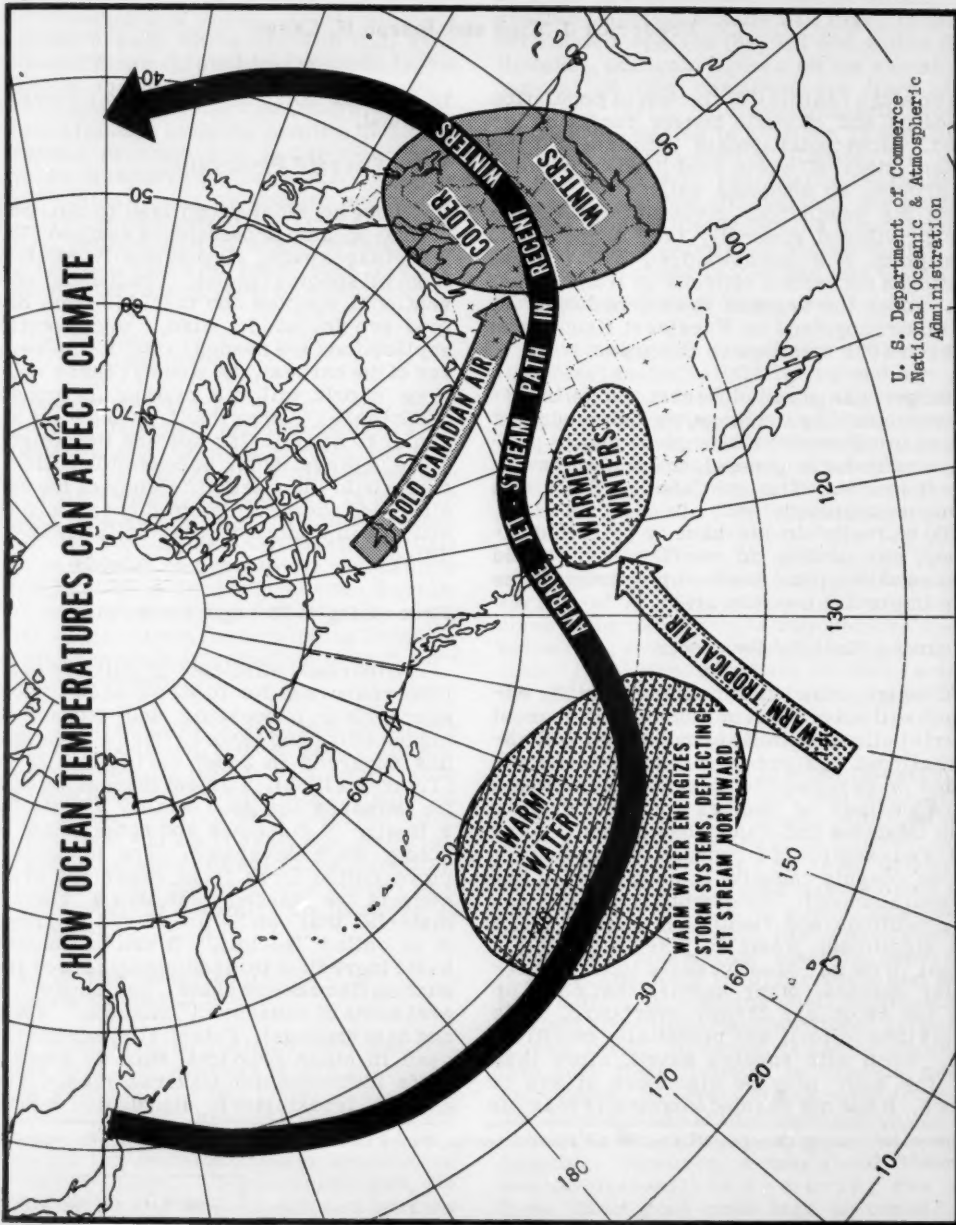 HOW OCEAN TEMPERATURES CAN AFFECT CLIMATE
40
50
60
70
60
50
40
30
20
10
180
170
160
150
130
120
110
100
90
80
WARM
WATER
WARM WATER ENERGIZES
STORM SYSTEMS, DEFLECTING
JET STREAM NORTHWARD
WARM TROPICAL AIR
WARMER
WINTERS
COLD CANADIAN AIR
AVERAGE JET-STREAM PATH IN RECENT WINTERS
COLDER
WINTERS
U. S. Department of Commerce
National Oceanic & Atmospheric
Administration